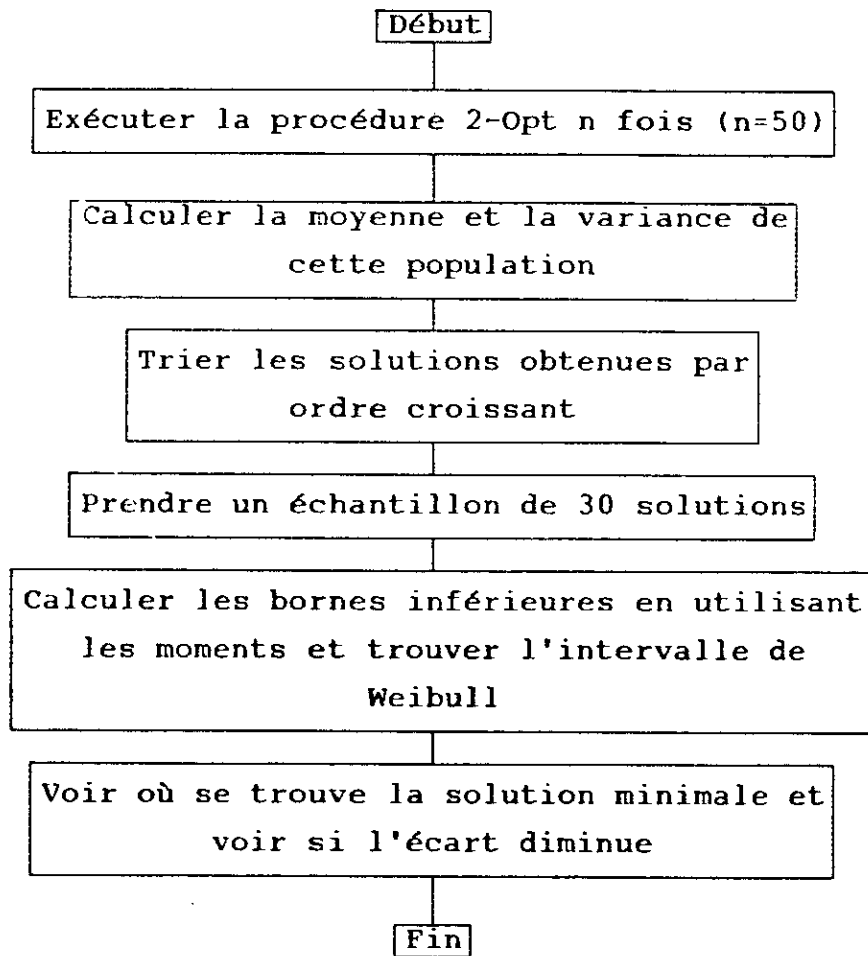 Début
Exécuter la procédure 2-Opt n fois (n=50)
Calculer la moyenne et la variance de
cette population
Trier les solutions obtenues par
ordre croissant
Prendre un échantillon de 30 solutions
Calculer les bornes inférieures en utilisant
les moments et trouver l'intervalle de
Weibull
Voir où se trouve la solution minimale et
voir si l'écart diminue
Fin